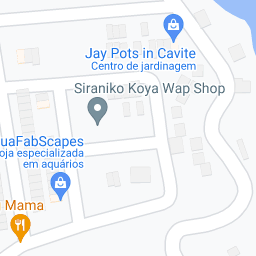 Jay Pots in Cavite
Centro de jardinagem
Siraniko Koya Wap Shop
uaFabScapes
oja especializada
em aquários
Mama